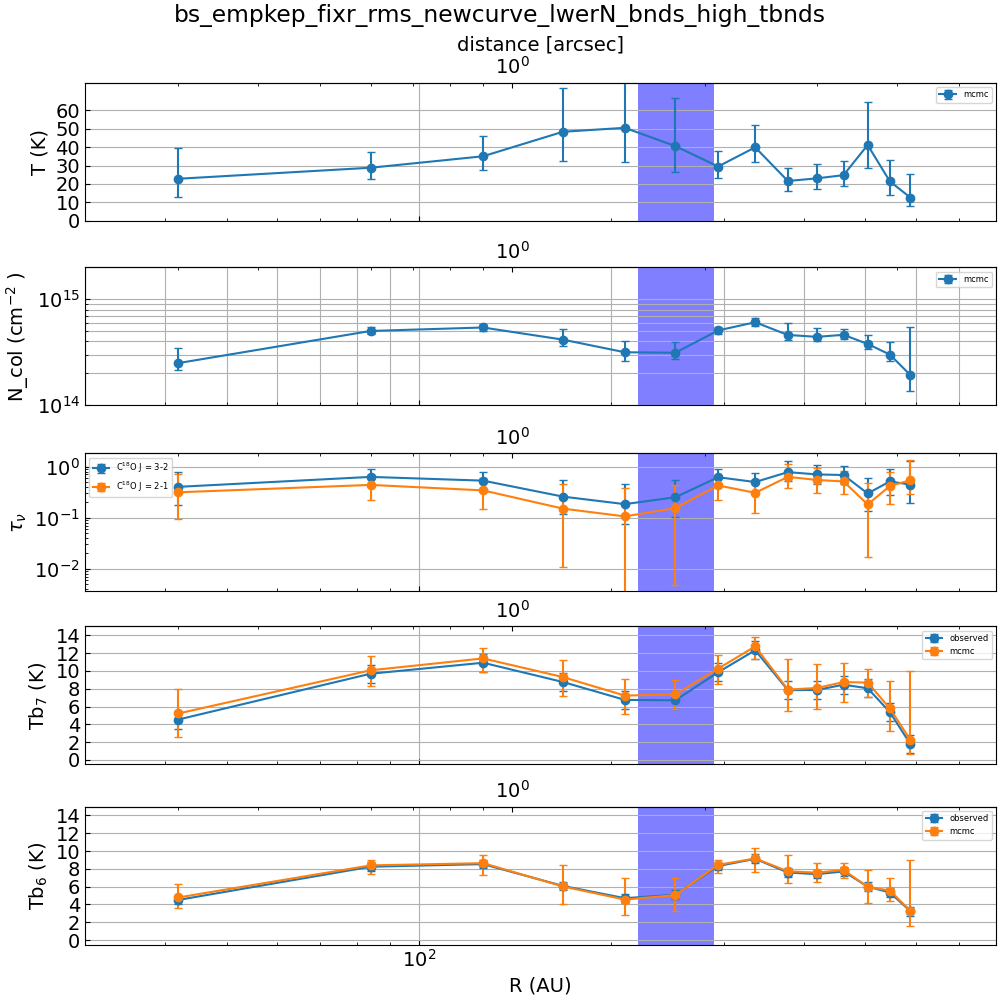 bs_empkep_fixr_rms_newcurve_lwerN_bnds_high_tbnds
distance [arcsec]
10⁰
T (K)
60
50
40
30
20
10
0
mcmc
10⁰
N_col (cm⁻²)
10¹⁵
10¹⁴
mcmc
10⁰
τ_ν
10⁰
10⁻¹
10⁻²
C¹⁸O J = 3-2
C¹⁸O J = 2-1
10⁰
Tb₇ (K)
14
12
10
8
6
4
2
0
observed
mcmc
10⁰
Tb₆ (K)
14
12
10
8
6
4
2
0
observed
mcmc
10²
R (AU)